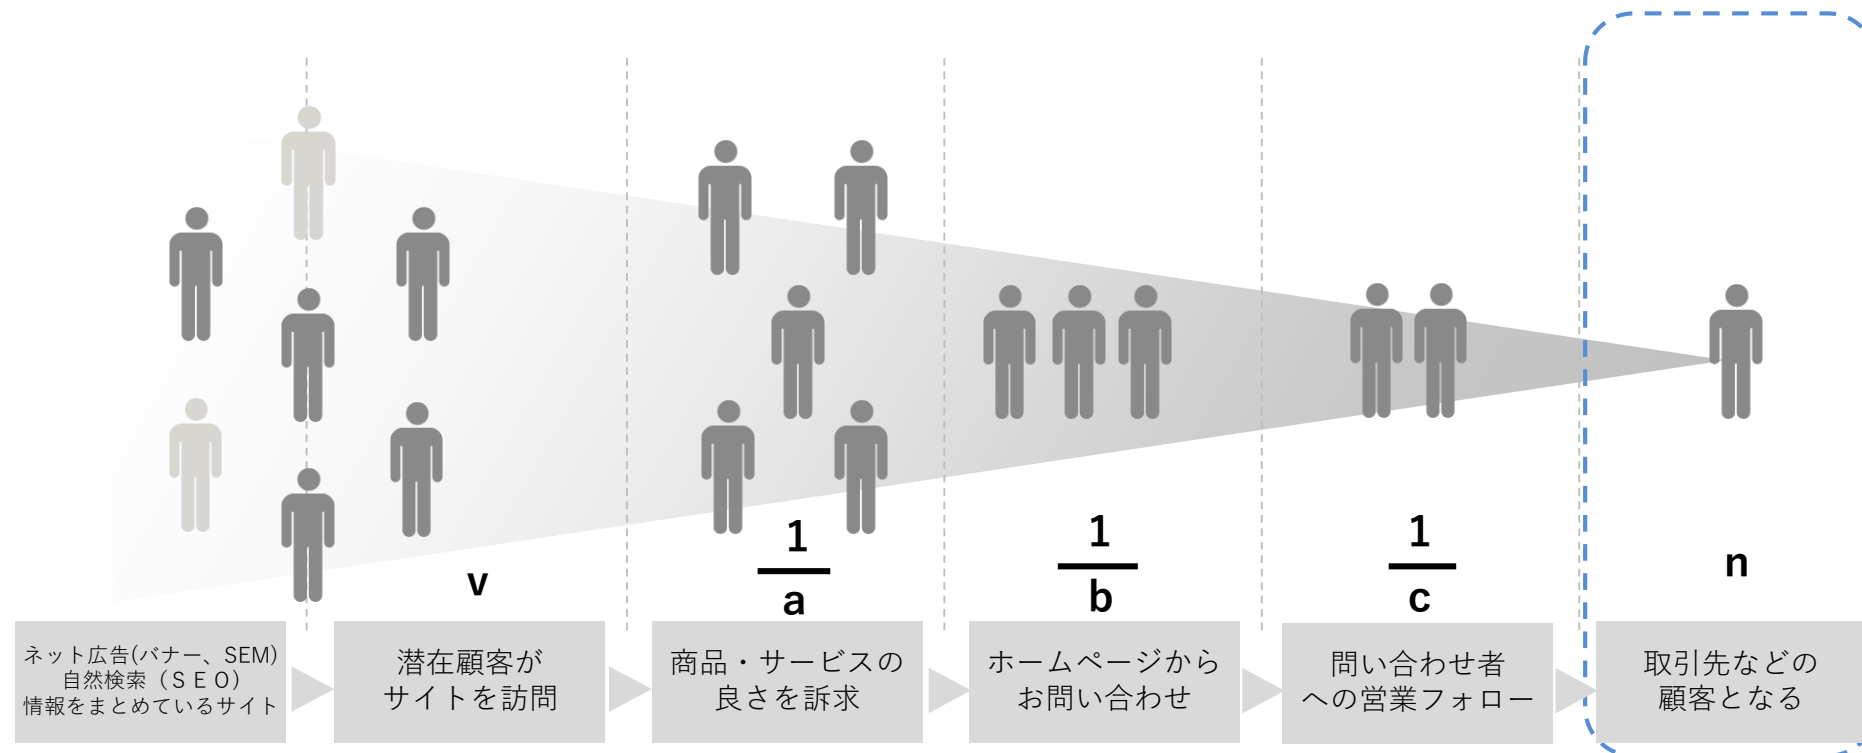 v
1
a
1
b
1
c
n
ネット広告(バナー、SEM)
自然検索（ＳＥＯ）
情報をまとめているサイト
潜在顧客が
サイトを訪問
商品・サービスの
良さを訴求
ホームページから
お問い合わせ
問い合わせ者
への営業フォロー
取引先などの
顧客となる